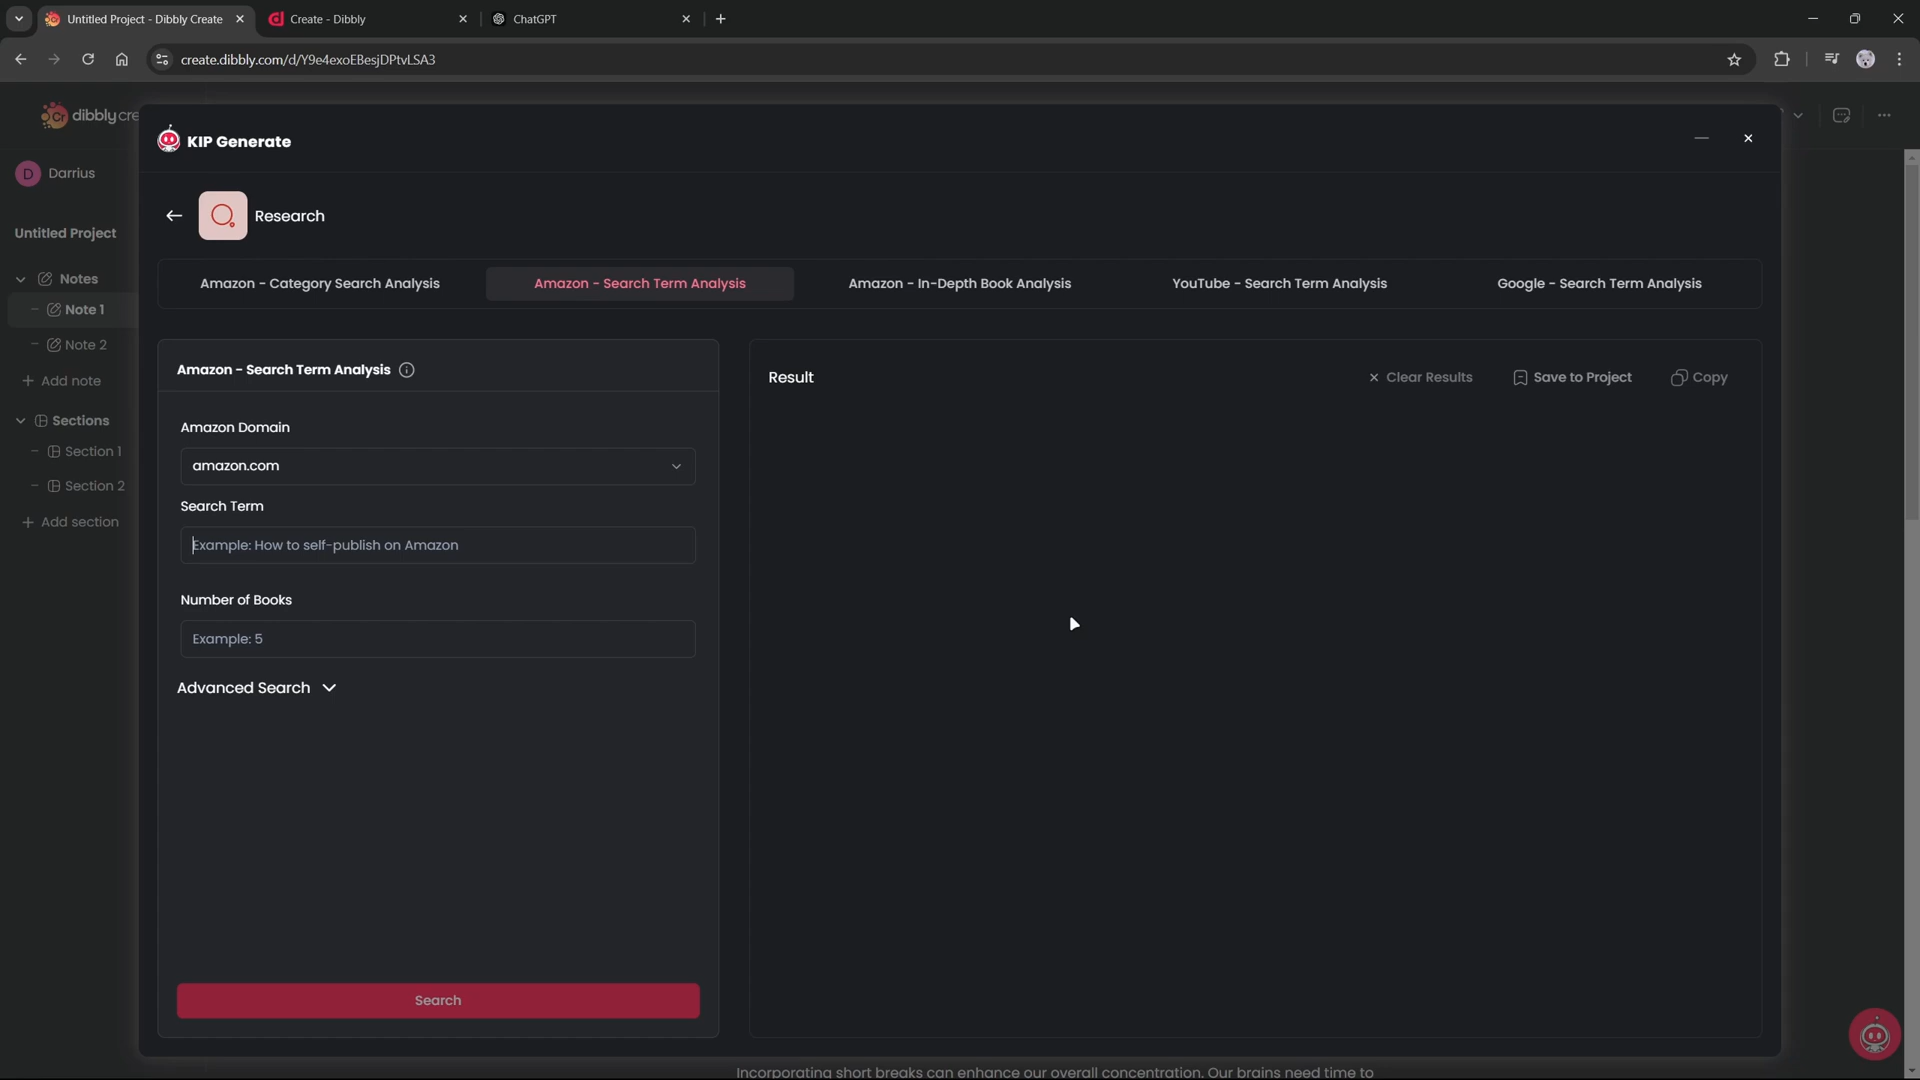 Untitled Project - Dibbly Create
Create - Dibbly
ChatGPT
create.dibbly.com/d/Y9e4exoEBesjDPtvLSA3
dibbly cre
KIP Generate
D Darrius
Research
Untitled Project
Amazon - Category Search Analysis
Amazon - Search Term Analysis
Amazon - In-Depth Book Analysis
YouTube - Search Term Analysis
Google - Search Term Analysis
Notes
Note 1
Note 2
Add note
Sections
Section 1
Section 2
Add section
Amazon - Search Term Analysis
Amazon Domain
amazon.com
Search Term
Example: How to self-publish on Amazon
Number of Books
Example: 5
Advanced Search
Search
Result
Clear Results
Save to Project
Copy
Incorporating short breaks can enhance our overall concentration. Our brains need time to